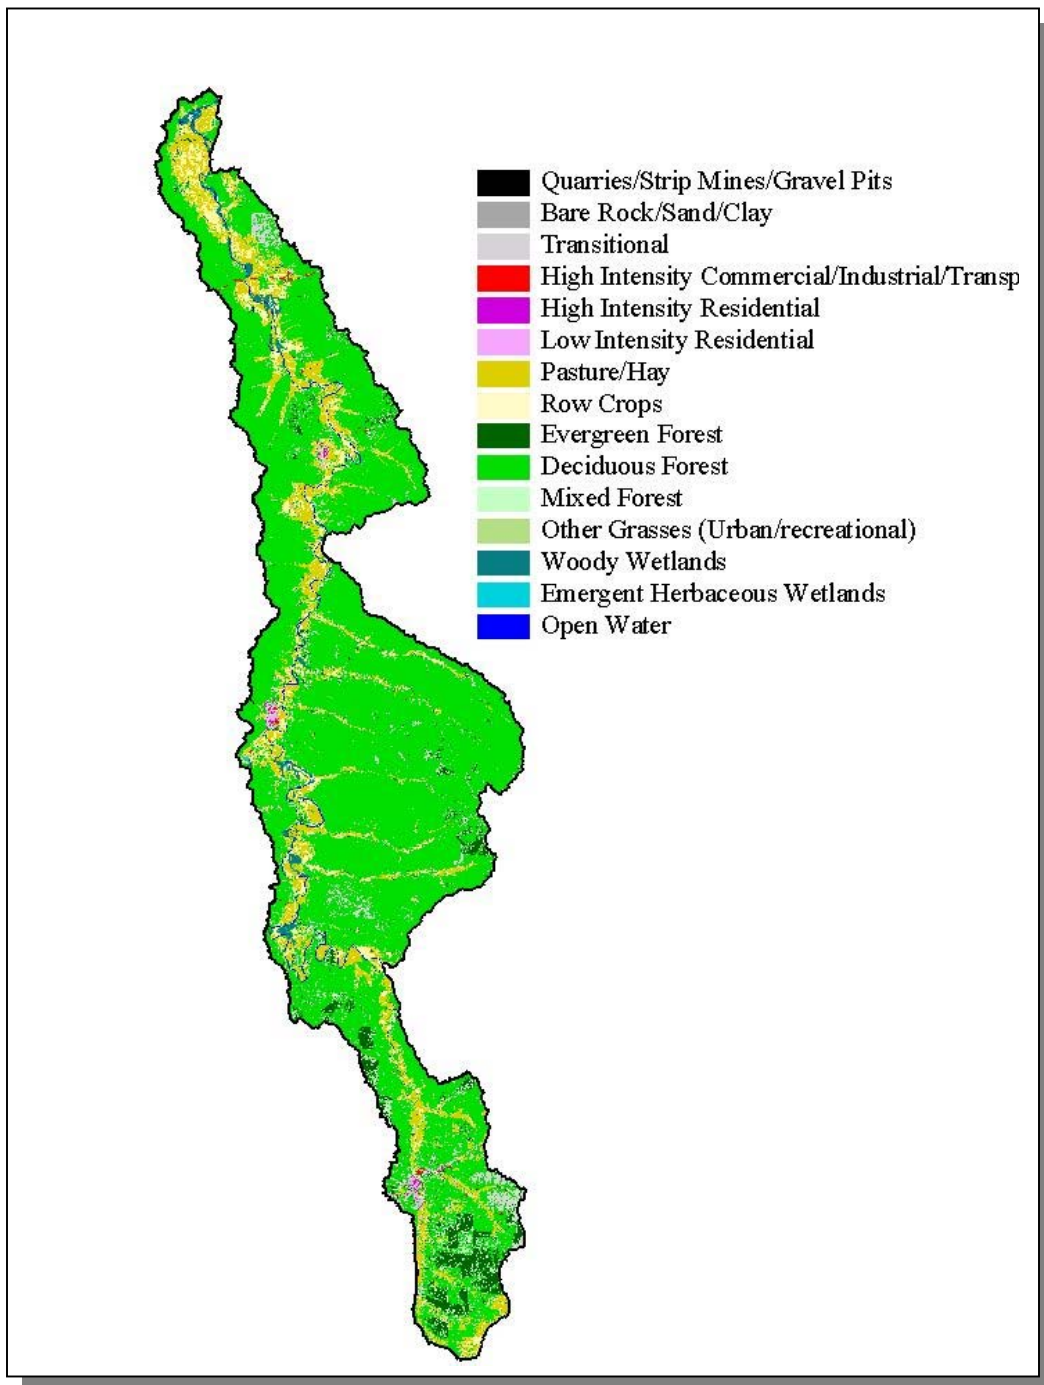 Quarries/Strip Mines/Gravel Pits
Bare Rock/Sand/Clay
Transitional
High Intensity Commercial/Industrial/Transp
High Intensity Residential
Low Intensity Residential
Pasture/Hay
Row Crops
Evergreen Forest
Deciduous Forest
Mixed Forest
Other Grasses (Urban/recreational)
Woody Wetlands
Emergent Herbaceous Wetlands
Open Water